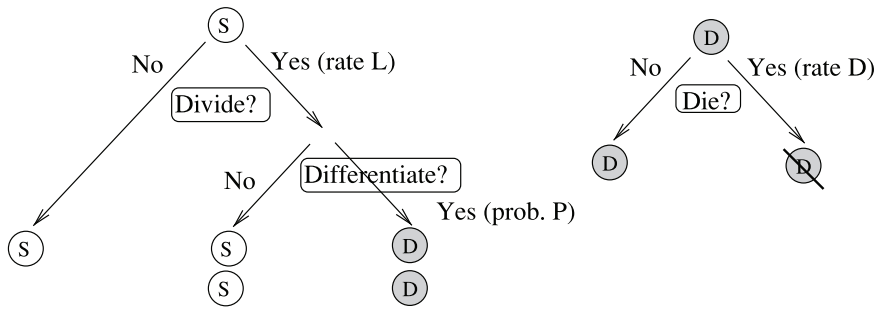 S
D
No
Yes (rate L)
No
Yes (rate D)
Divide?
Die?
D
D
No
Differentiate?
Yes (prob. P)
S
S
D
S
D